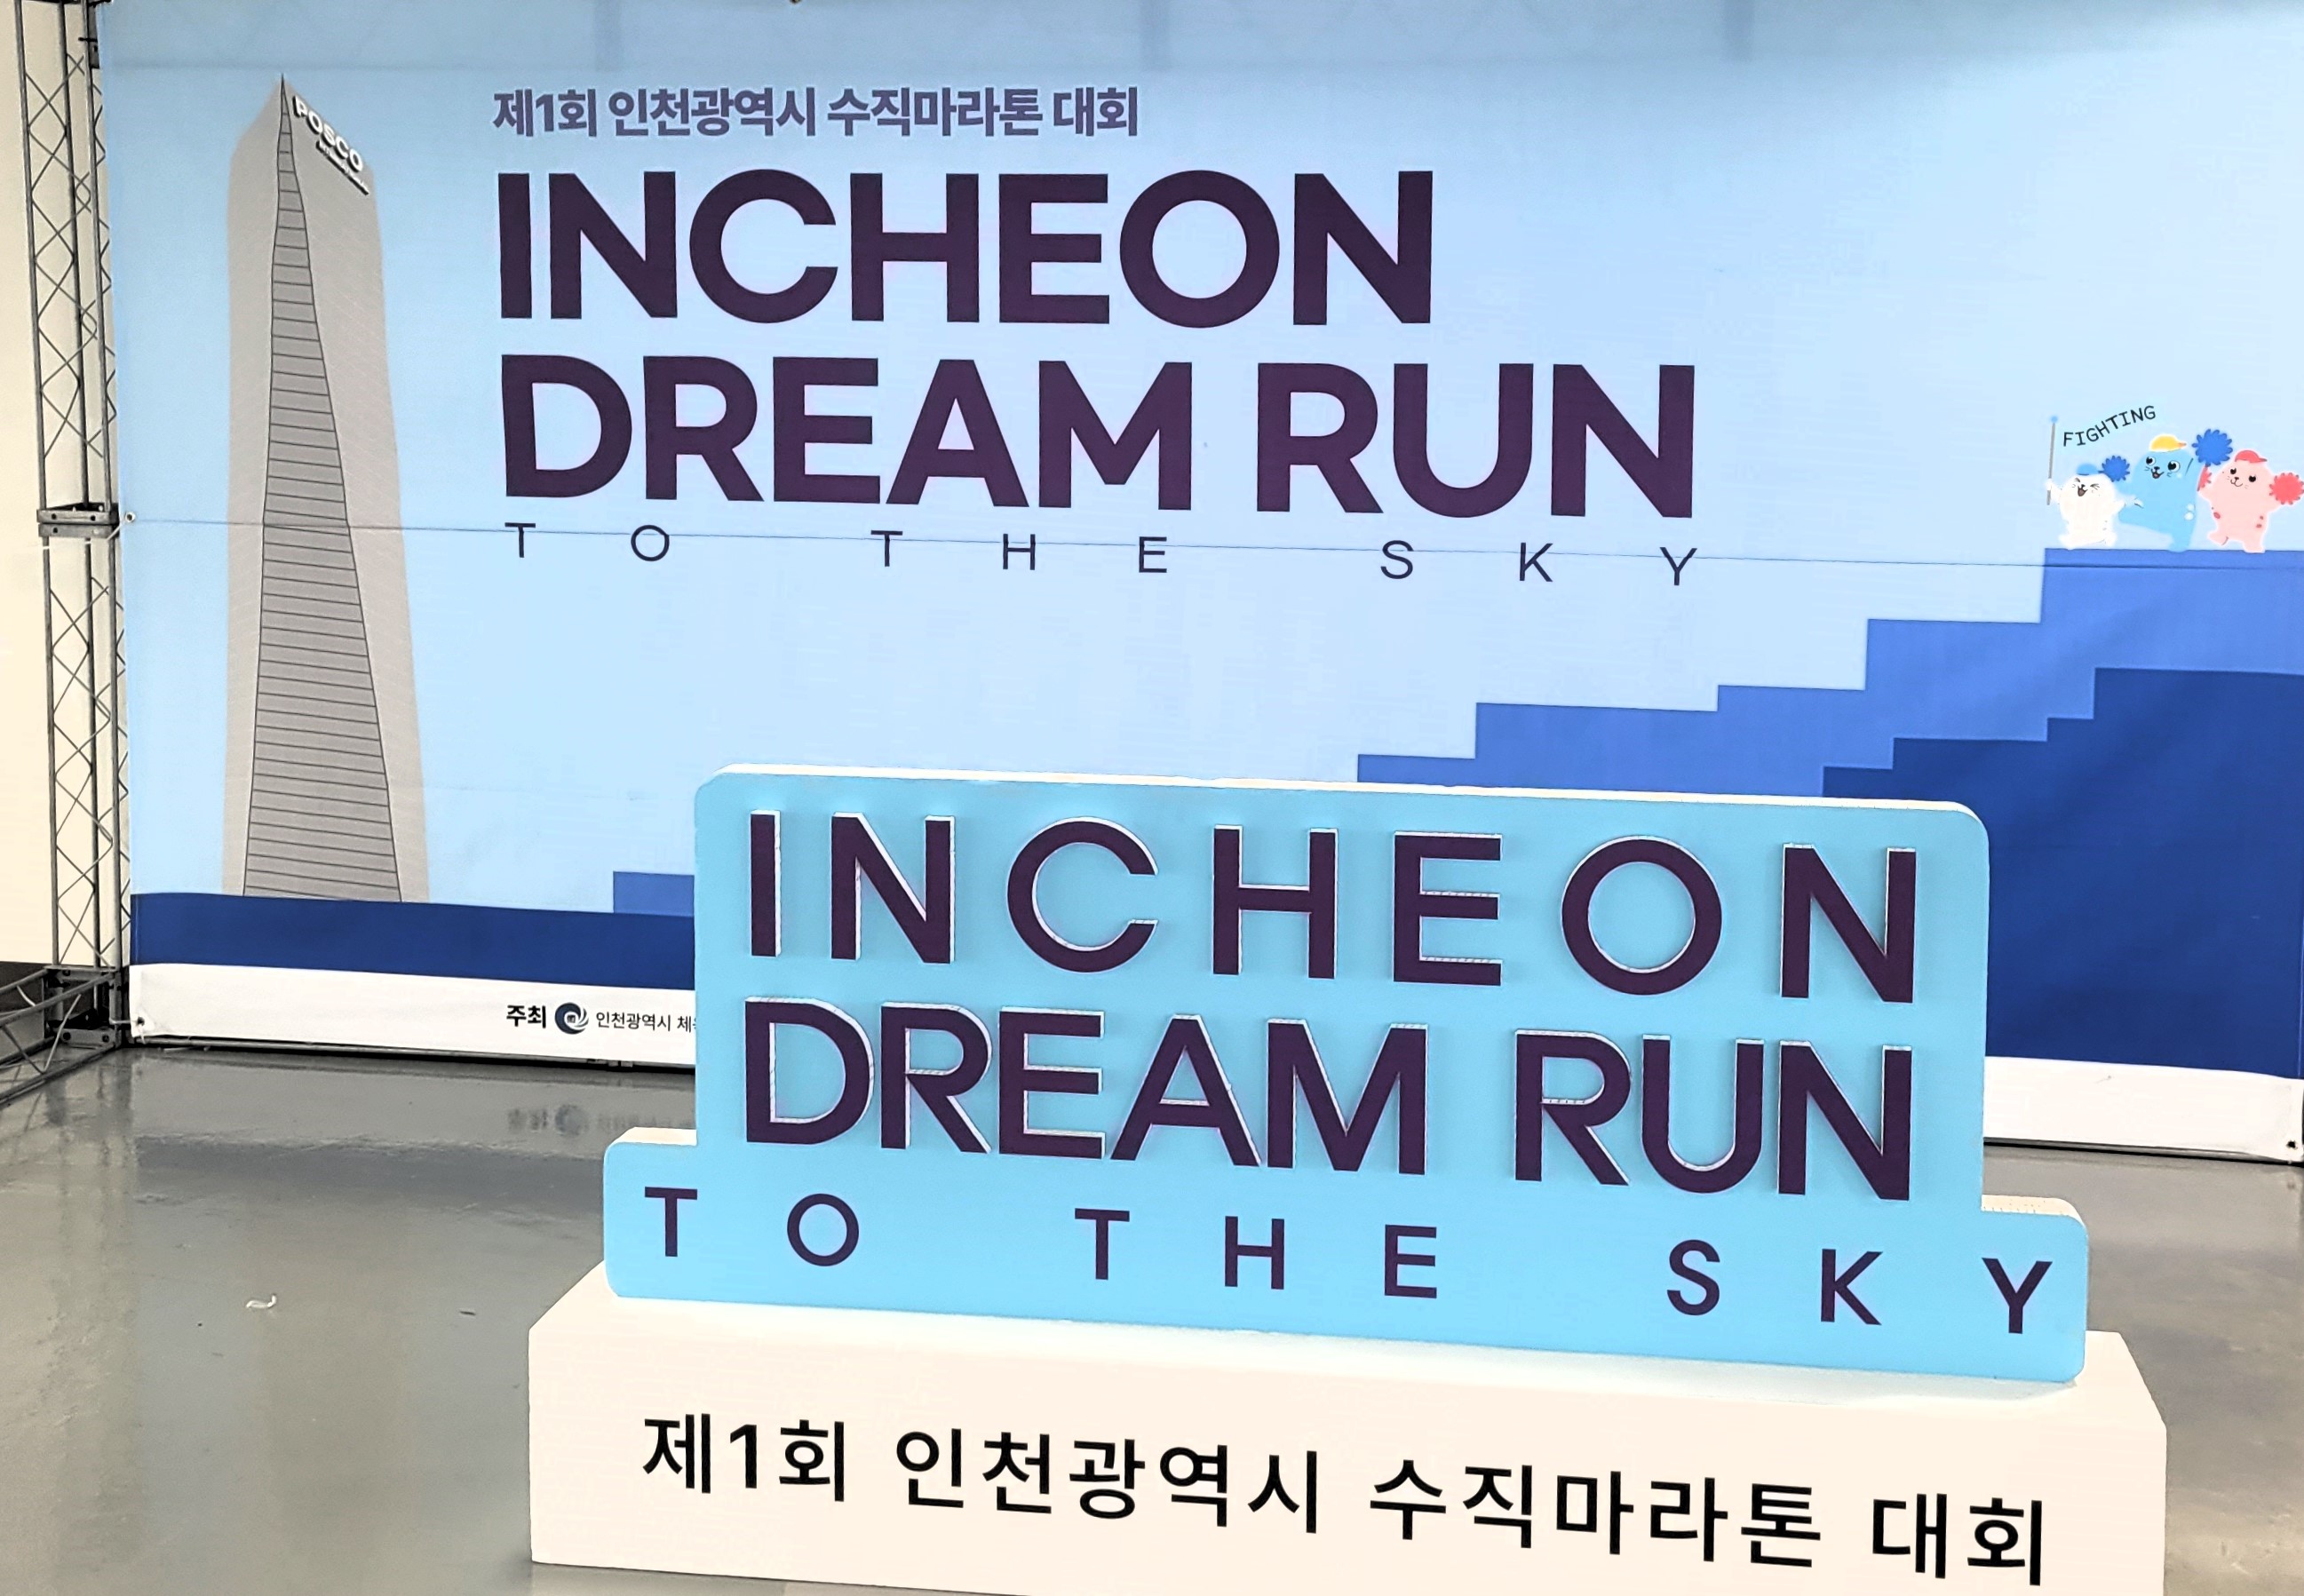 제1회 인천광역시 수직마라톤 대회
POSCO
INCHEON
DREAM RUN
TO THE SKY
FIGHTING
주최 인천광역시
INCHEON
DREAM RUN
TO THE SKY
제1회 인천광역시 수직마라톤 대회